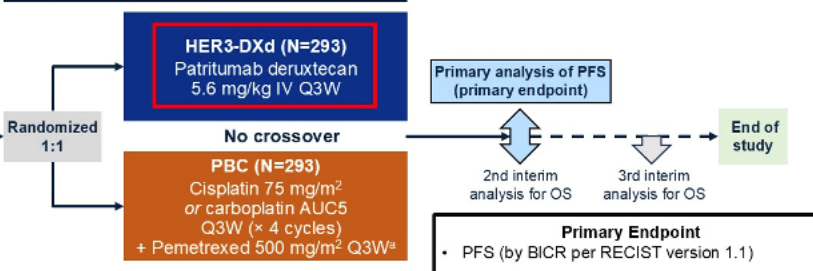 HER3-DXd (N=293)
Patritumab deruxtecan
5.6 mg/kg IV Q3W
Primary analysis of PFS
(primary endpoint)
Randomized
1:1
No crossover
End of
study
PBC (N=293)
Cisplatin 75 mg/m²
or carboplatin AUC5
Q3W (× 4 cycles)
+ Pemetrexed 500 mg/m² Q3Wᵃ
2nd interim
analysis for OS
3rd interim
analysis for OS
Primary Endpoint
• PFS (by BICR per RECIST version 1.1)